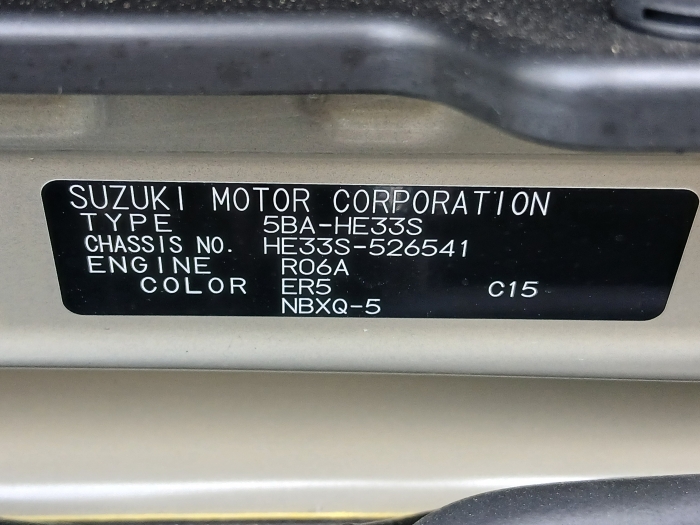 SUZUKI MOTOR CORPORATION
TYPE 5BA-HE33S
CHASSIS NO. HE33S-526541
ENGINE R06A
COLOR ER5 C15
NBXQ-5